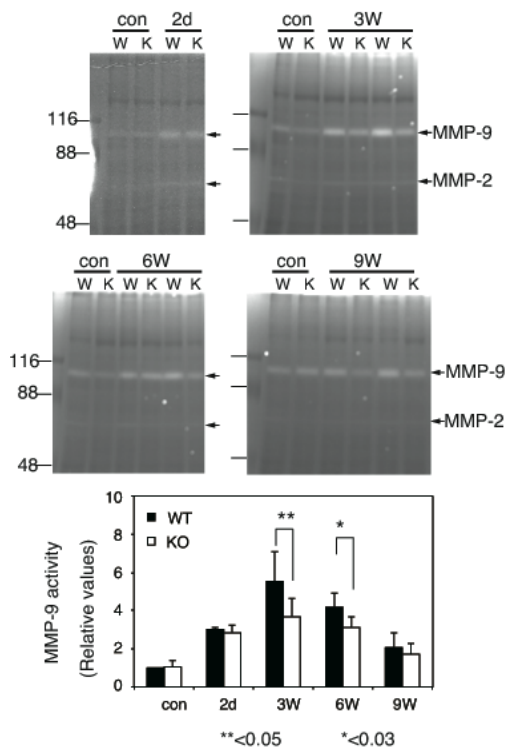 con 2d
W K W K
con 3W
W K W K W K
116
88
48
MMP-9
MMP-2
con 6W
W K W K W K
con 9W
W K W K W K
116
88
48
MMP-9
MMP-2
MMP-9 activity
(Relative values)
10
8
6
4
2
0
WT
KO
**
*
con 2d 3W 6W 9W
**<0.05 *<0.03